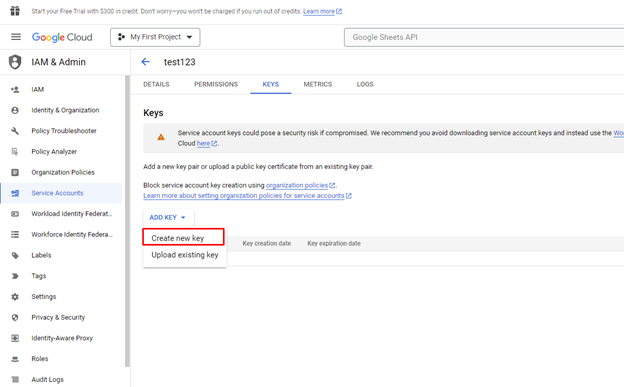 Start your Free Trial with $300 in credit. Don't worry—you won't be charged if you run out of credits. Learn more
Google Cloud
My First Project
Google Sheets API
IAM & Admin
test123
DETAILS
PERMISSIONS
KEYS
METRICS
LOGS
IAM
Identity & Organization
Policy Troubleshooter
Policy Analyzer
Organization Policies
Service Accounts
Workload Identity Federat...
Workforce Identity Federa...
Labels
Tags
Settings
Privacy & Security
Identity-Aware Proxy
Roles
Audit Logs
Keys
Service account keys could pose a security risk if compromised. We recommend you avoid downloading service account keys and instead use the Wo
Cloud here.
Add a new key pair or upload a public key certificate from an existing key pair.
Block service account key creation using organization policies.
Learn more about setting organization policies for service accounts
ADD KEY
Create new key
Upload existing key
Key creation date
Key expiration date